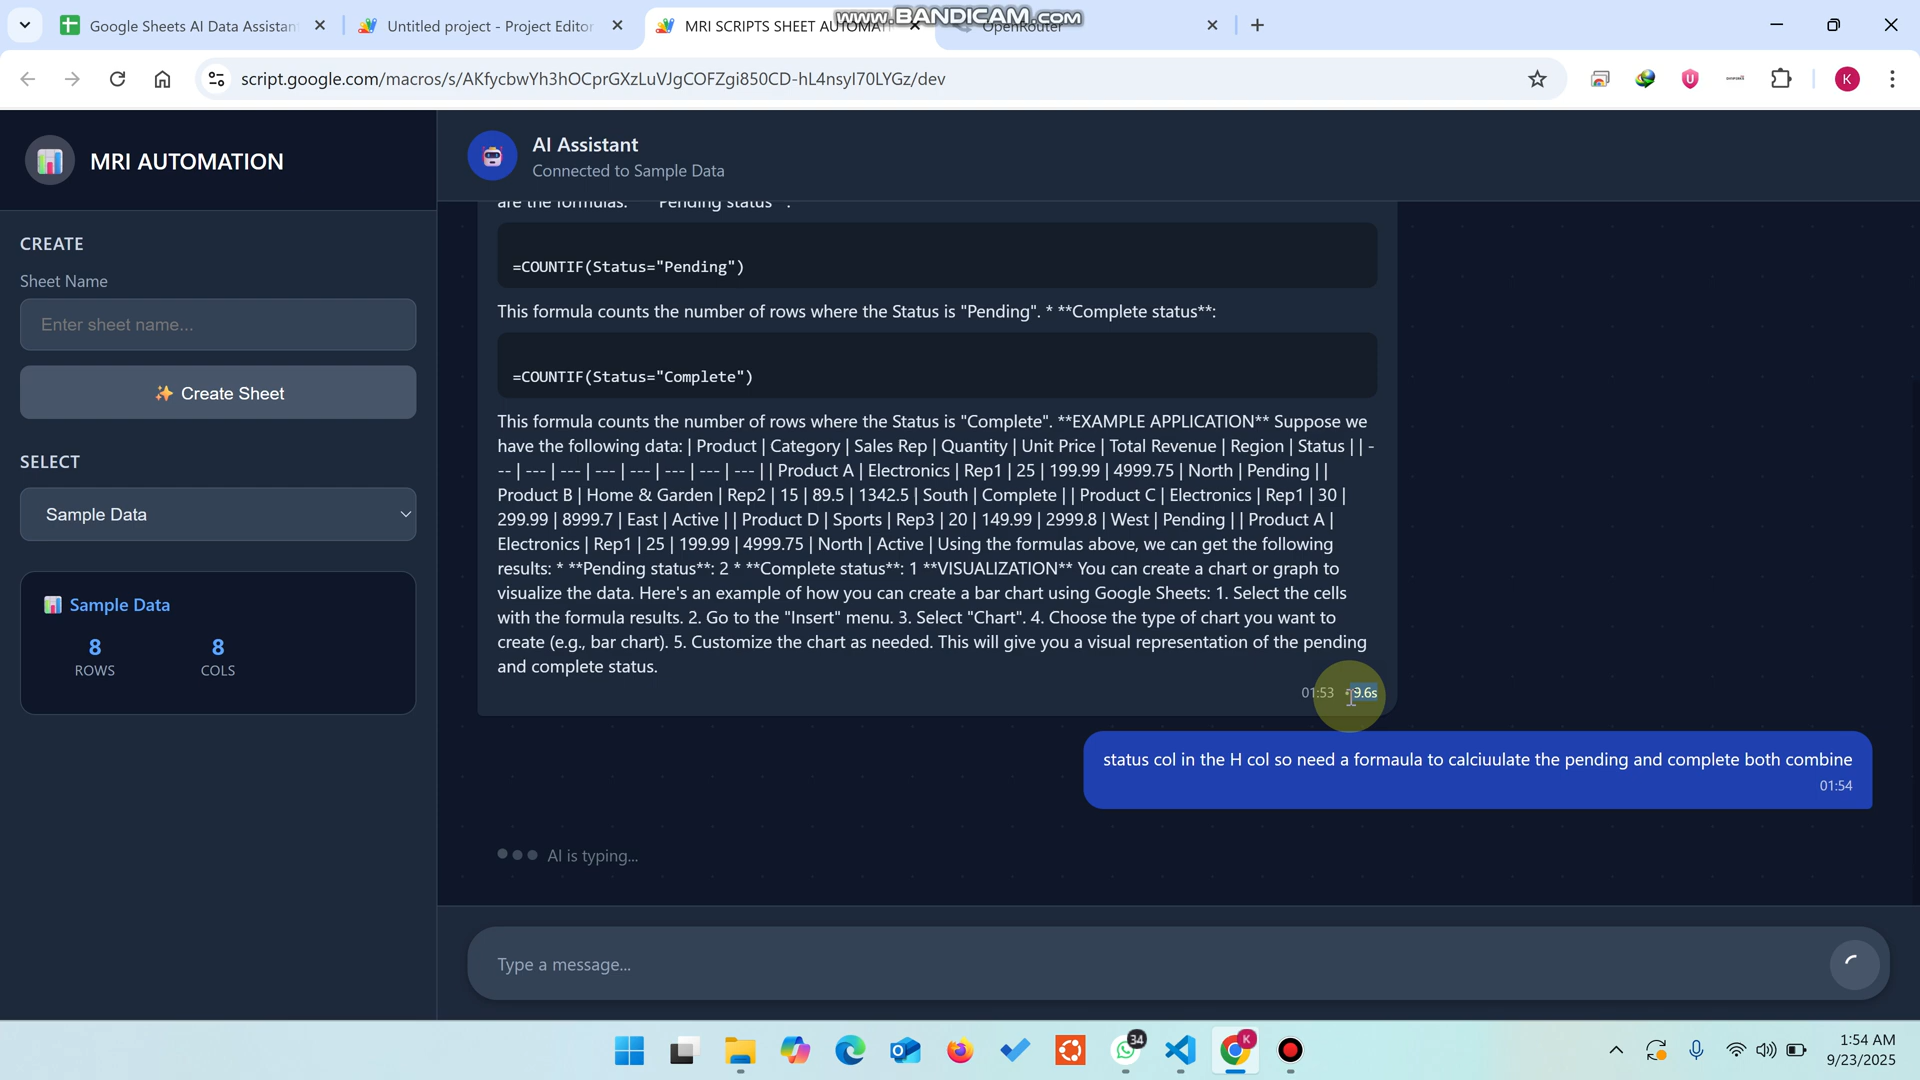 www.BANDICAM.com
Google Sheets AI Data Assistan
Untitled project - Project Editor
MRI SCRIPTS SHEET AUTOMATI
OpenRouter
script.google.com/macros/s/AKfycbwYh3hOCprGXzLuVJgCOFZgi850CD-hL4nsyI70LYGz/dev
K
MRI AUTOMATION
CREATE
Sheet Name
Enter sheet name...
✨ Create Sheet
SELECT
Sample Data
Sample Data
8
8
ROWS
COLS
AI Assistant
Connected to Sample Data
are the formulas. **Pending status**:
=COUNTIF(Status="Pending")
This formula counts the number of rows where the Status is "Pending". * **Complete status**:
=COUNTIF(Status="Complete")
This formula counts the number of rows where the Status is "Complete". **EXAMPLE APPLICATION** Suppose we
have the following data: | Product | Category | Sales Rep | Quantity | Unit Price | Total Revenue | Region | Status | | -
-- | --- | --- | --- | --- | --- | --- | --- | | Product A | Electronics | Rep1 | 25 | 199.99 | 4999.75 | North | Pending | |
Product B | Home & Garden | Rep2 | 15 | 89.5 | 1342.5 | South | Complete | | Product C | Electronics | Rep1 | 30 |
299.99 | 8999.7 | East | Active | | Product D | Sports | Rep3 | 20 | 149.99 | 2999.8 | West | Pending | | Product A |
Electronics | Rep1 | 25 | 199.99 | 4999.75 | North | Active | Using the formulas above, we can get the following
results: * **Pending status**: 2 * **Complete status**: 1 **VISUALIZATION** You can create a chart or graph to
visualize the data. Here's an example of how you can create a bar chart using Google Sheets: 1. Select the cells
with the formula results. 2. Go to the "Insert" menu. 3. Select "Chart". 4. Choose the type of chart you want to
create (e.g., bar chart). 5. Customize the chart as needed. This will give you a visual representation of the pending
and complete status.
01:53 • 9.6s
status col in the H col so need a formaula to calciuulate the pending and complete both combine
01:54
AI is typing...
Type a message...
34
K
1:54 AM
9/23/2025